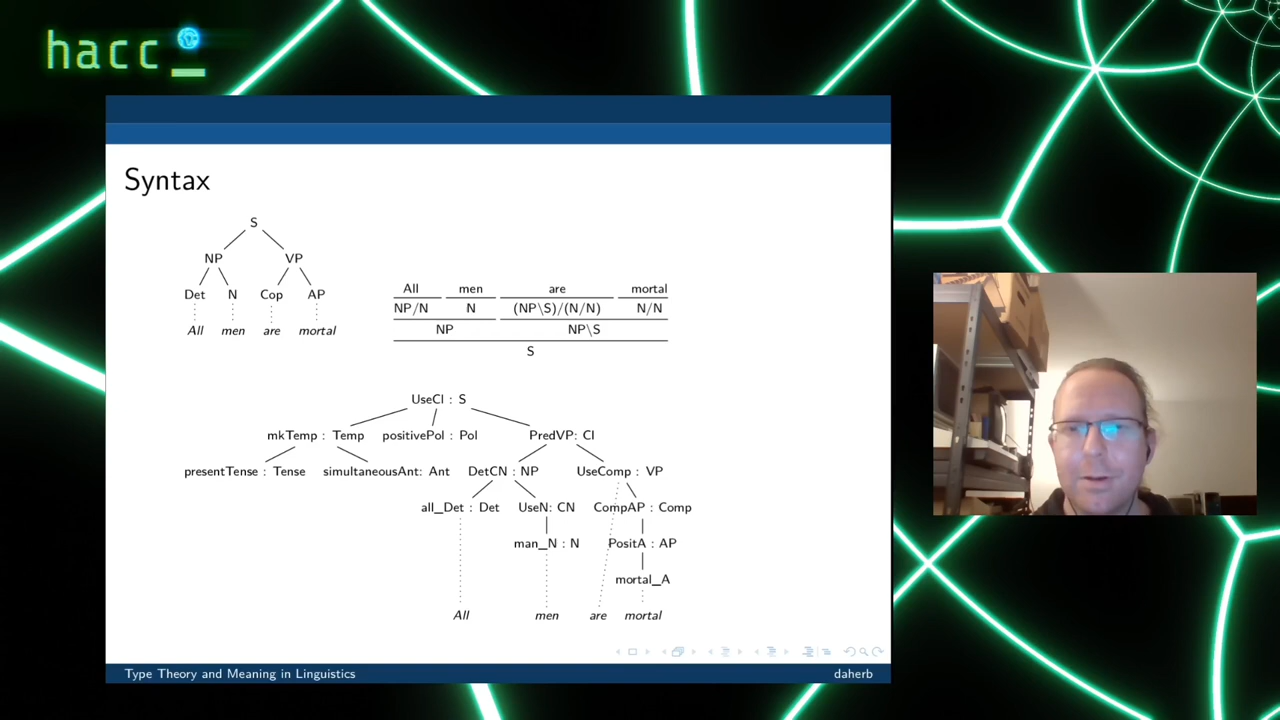 hacc_
Syntax
S
NP VP
Det N Cop AP
All men are mortal
All men are mortal
NP/N N (NP\S)/(N/N) N/N
NP NP\S
S
UseCl : S
mkTemp : Temp positivePol : Pol PredVP: Cl
presentTense : Tense simultaneousAnt: Ant DetCN : NP UseComp : VP
all_Det : Det UseN: CN CompAP : Comp
man_N : N PositA : AP
mortal_A
All men are mortal
Type Theory and Meaning in Linguistics daherb